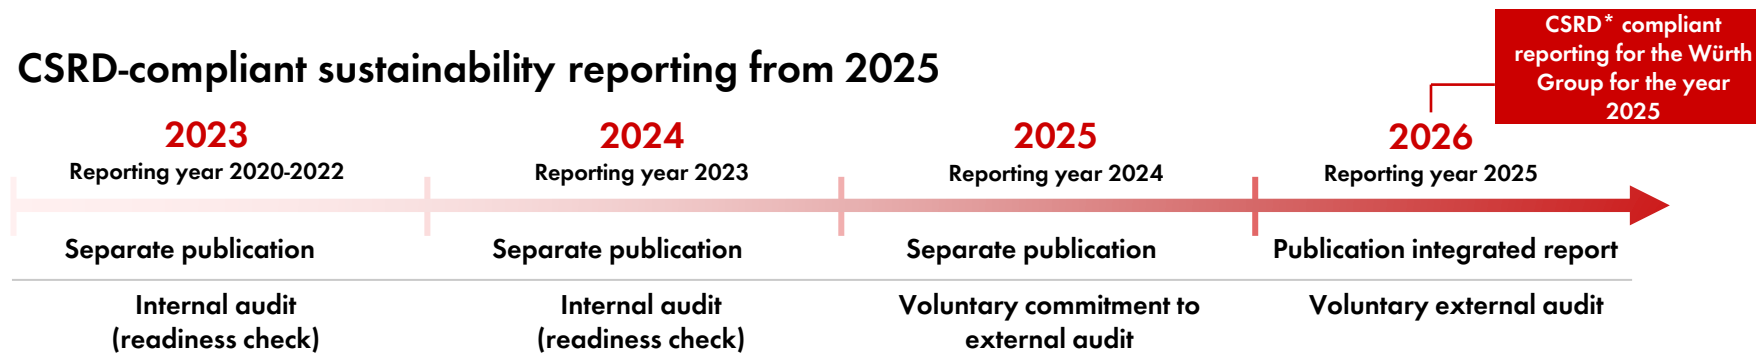 CSRD* compliant
reporting for the Würth
Group for the year
2025
CSRD-compliant sustainability reporting from 2025
2023
Reporting year 2020-2022
2024
Reporting year 2023
2025
Reporting year 2024
2026
Reporting year 2025
Separate publication
Separate publication
Separate publication
Publication integrated report
Internal audit
(readiness check)
Internal audit
(readiness check)
Voluntary commitment to
external audit
Voluntary external audit